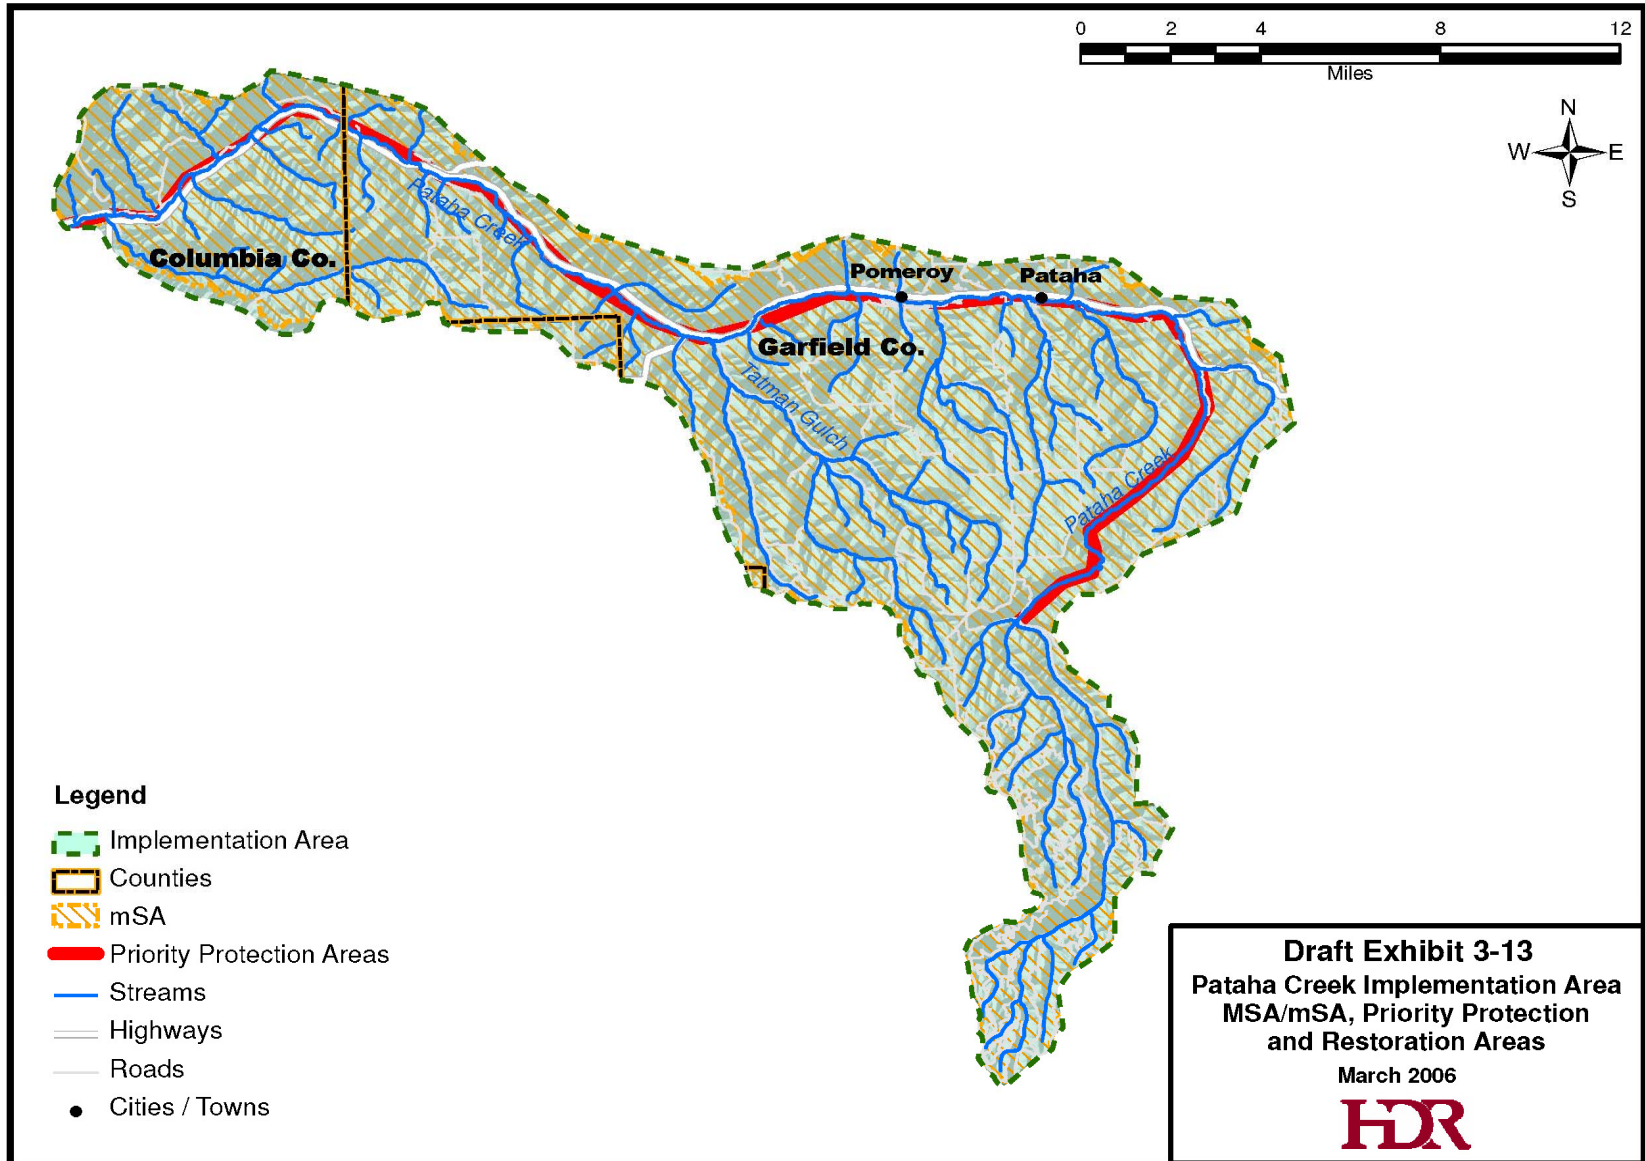 0 2 4 8 12
Miles
N
W E
S
Pataha Creek
Columbia Co.
Pomeroy
Pataha
Garfield Co.
Tatman Gulch
Pataha Creek
Legend
Implementation Area
Counties
mSA
Priority Protection Areas
Streams
Highways
Roads
Cities / Towns
Draft Exhibit 3-13
Pataha Creek Implementation Area
MSA/mSA, Priority Protection
and Restoration Areas
March 2006
HDR